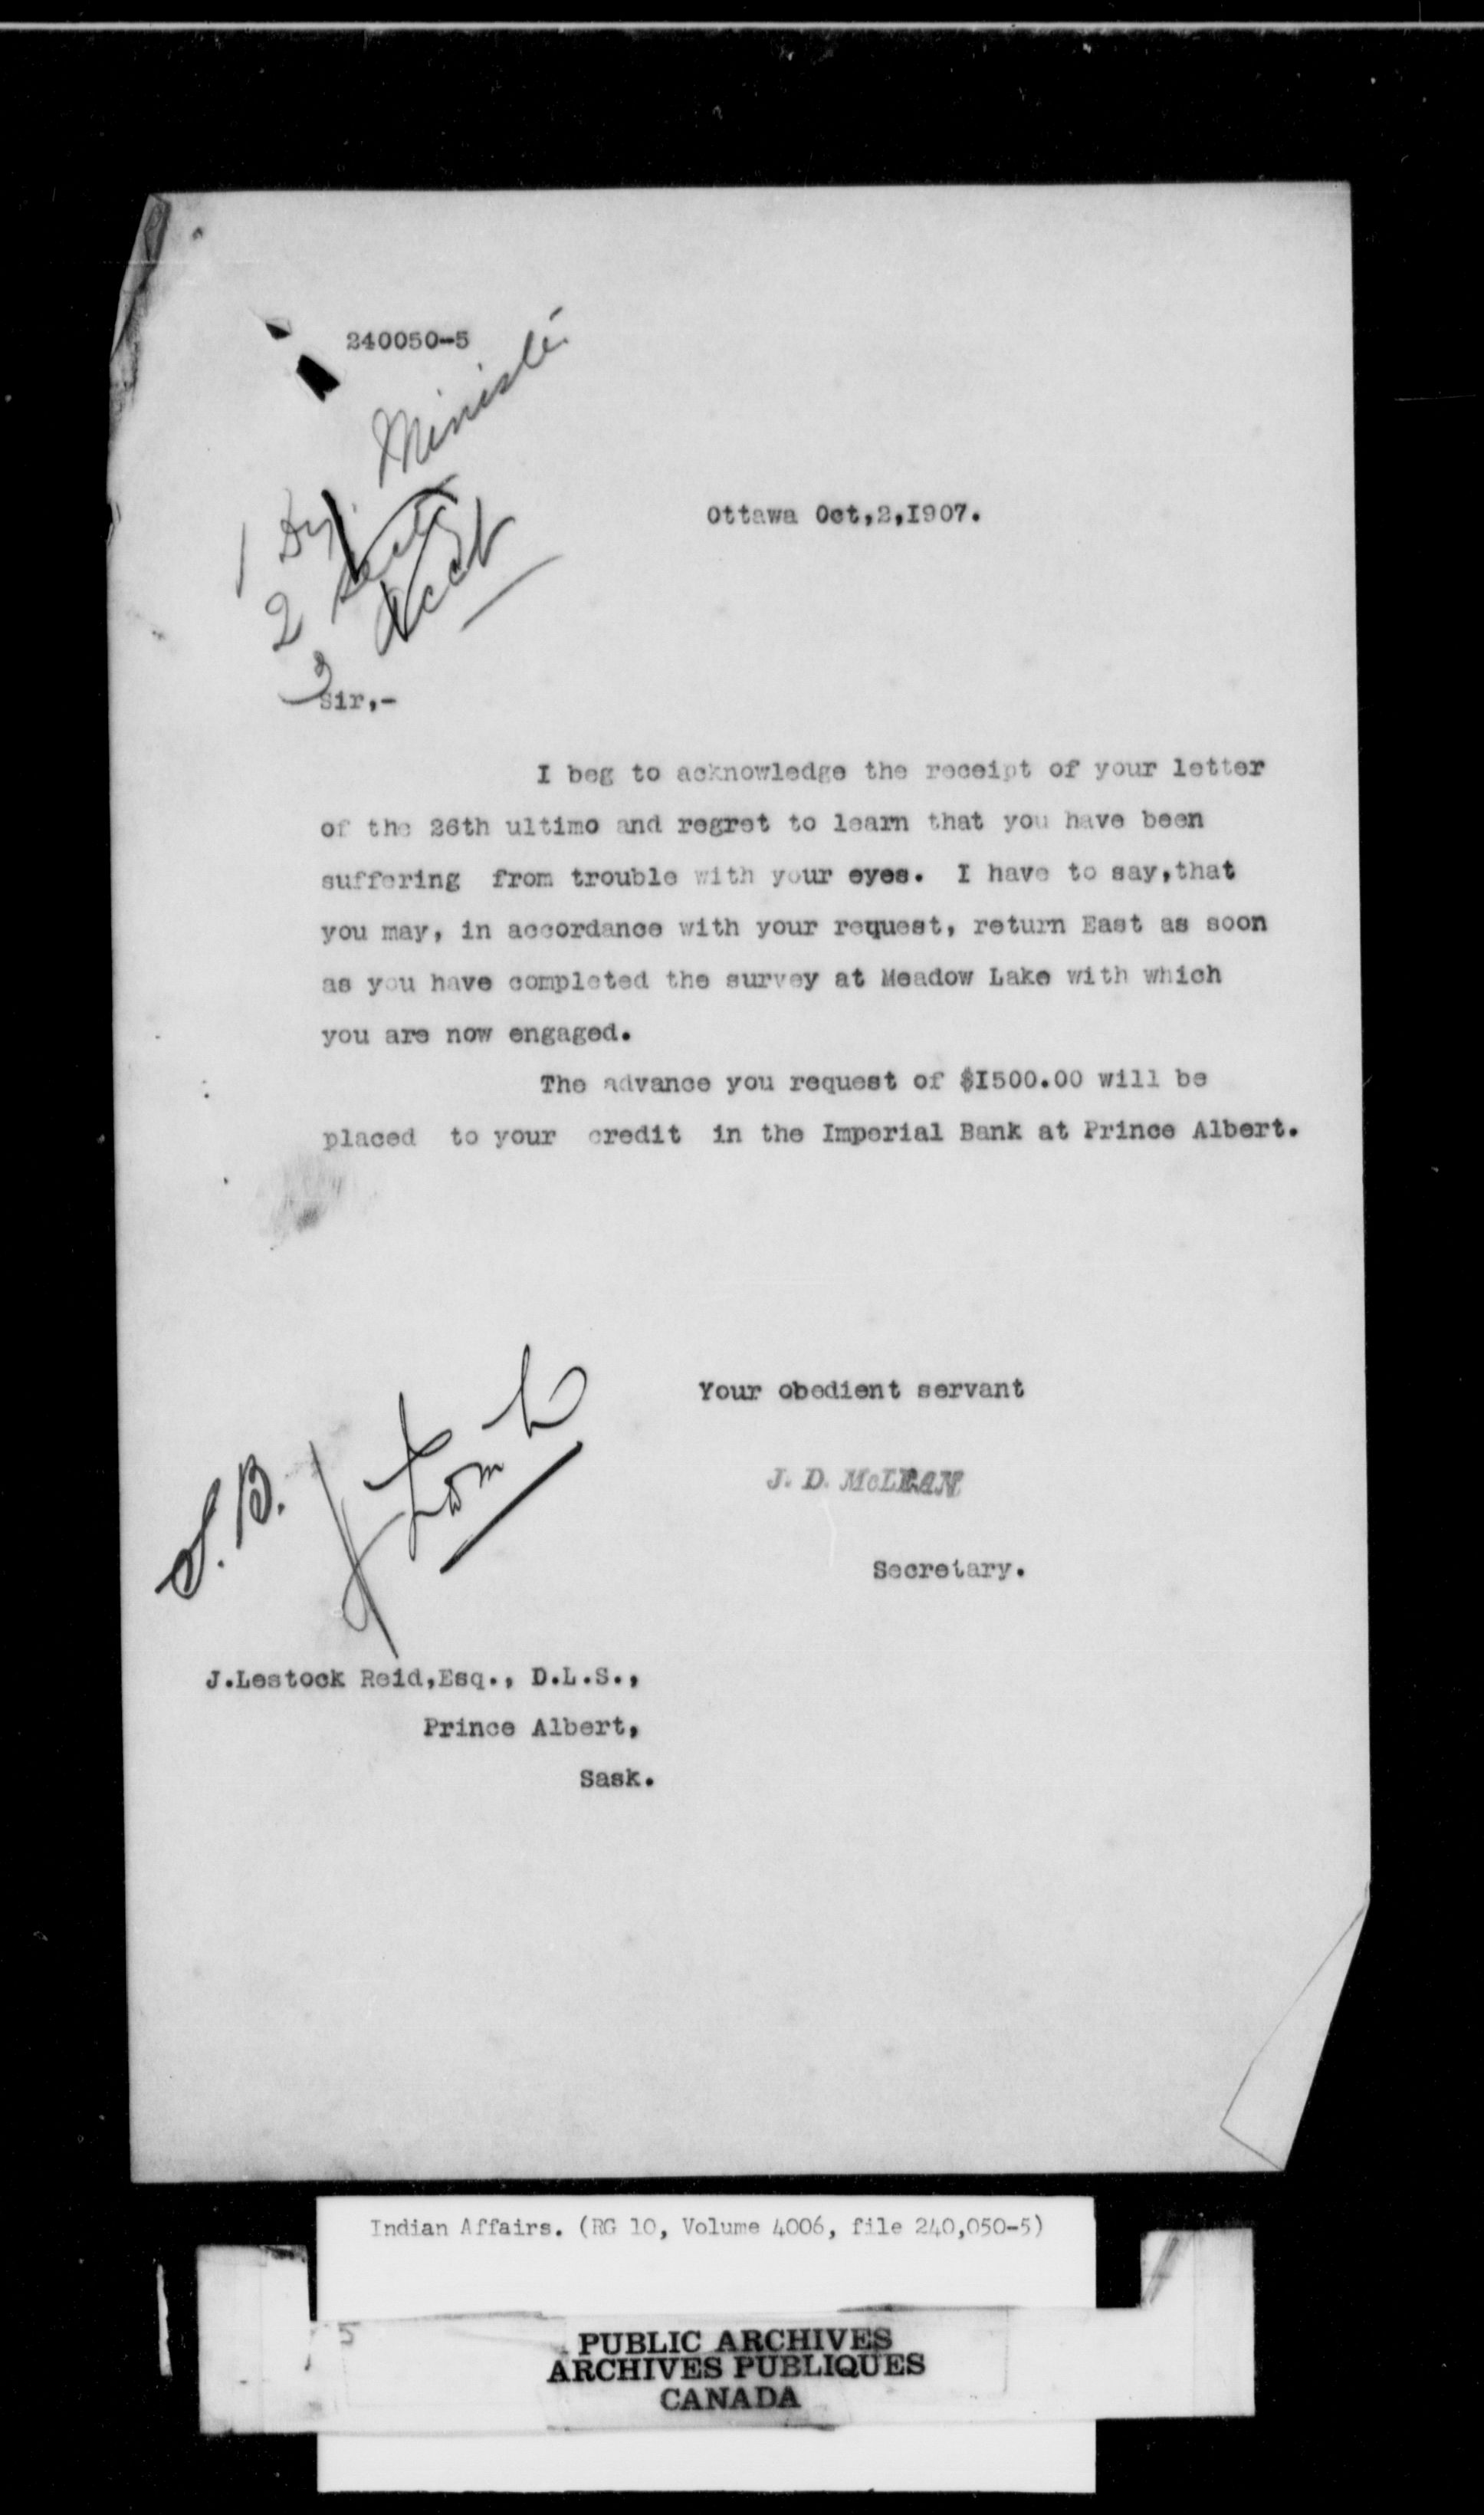 240050-5
1 Dy. Minister
2 Secty
3 Acct
Ottawa Oct,2,I907.
Sir,-
I beg to acknowledge the receipt of your letter
of the 26th ultimo and regret to learn that you have been
suffering from trouble with your eyes. I have to say,that
you may, in accordance with your request, return East as soon
as you have completed the survey at Meadow Lake with which
you are now engaged.
The advance you request of $I500.00 will be
placed to your credit in the Imperial Bank at Prince Albert.
Your obedient servant
J. D. McLEAN
Secretary.
S.B.
J.Lestock Reid,Esq., D.L.S.,
Prince Albert,
Sask.
Indian Affairs. (RG 10, Volume 4006, file 240,050-5)
5
PUBLIC ARCHIVES
ARCHIVES PUBLIQUES
CANADA